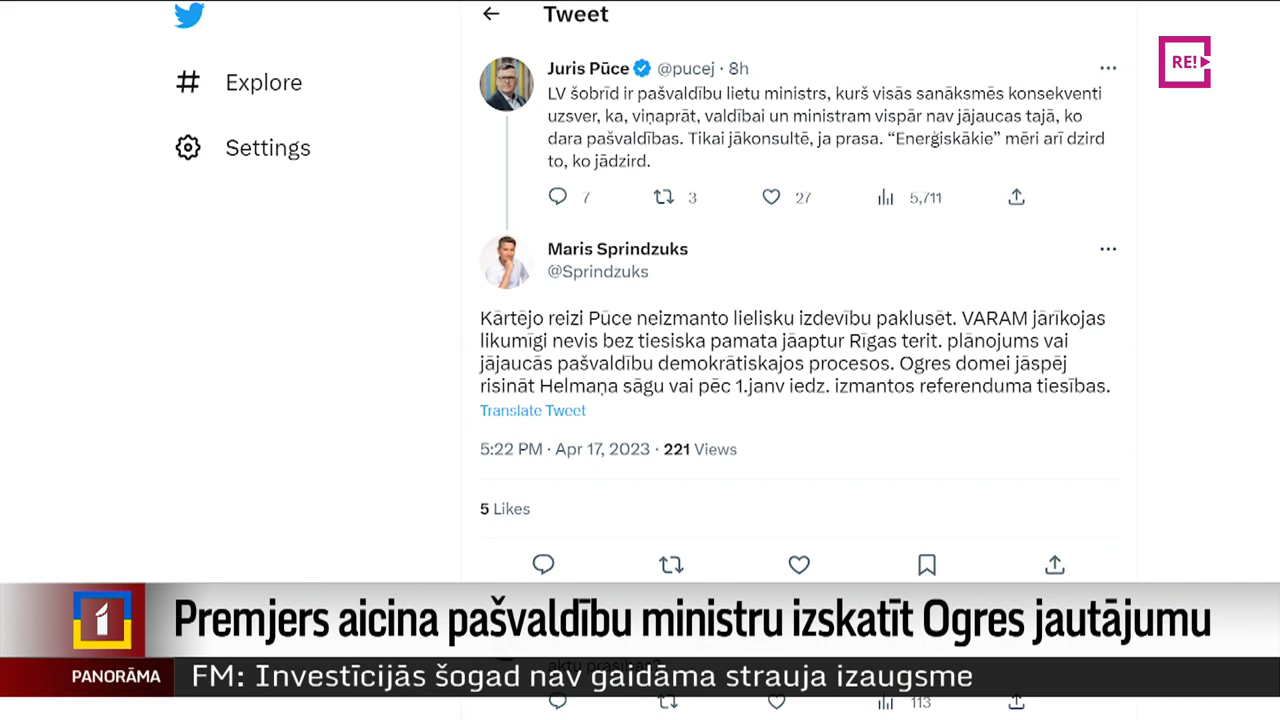 Tweet
RE!
Explore
Settings
Juris Pūce @pucej · 8h
LV šobrīd ir pašvaldību lietu ministrs, kurš visās sanāksmēs konsekventi
uzsver, ka, viņaprāt, valdībai un ministram vispār nav jājaucas tajā, ko
dara pašvaldības. Tikai jākonsultē, ja prasa. “Enerģiskākie” mēri arī dzird
to, ko jādzird.
7 3 27 5,711
Maris Sprindzuks
@Sprindzuks
Kārtējo reizi Pūce neizmanto lielisku izdevību paklusēt. VARAM jārīkojas
likumīgi nevis bez tiesiska pamata jāaptur Rīgas terit. plānojums vai
jājaucās pašvaldību demokrātiskajos procesos. Ogres domei jāspēj
risināt Helmaņa sāgu vai pēc 1.janv iedz. izmantos referenduma tiesības.
Translate Tweet
5:22 PM · Apr 17, 2023 · 221 Views
5 Likes
1
Premjers aicina pašvaldību ministru izskatīt Ogres jautājumu
PANORĀMA
FM: Investīcijās šogad nav gaidāma strauja izaugsme
113